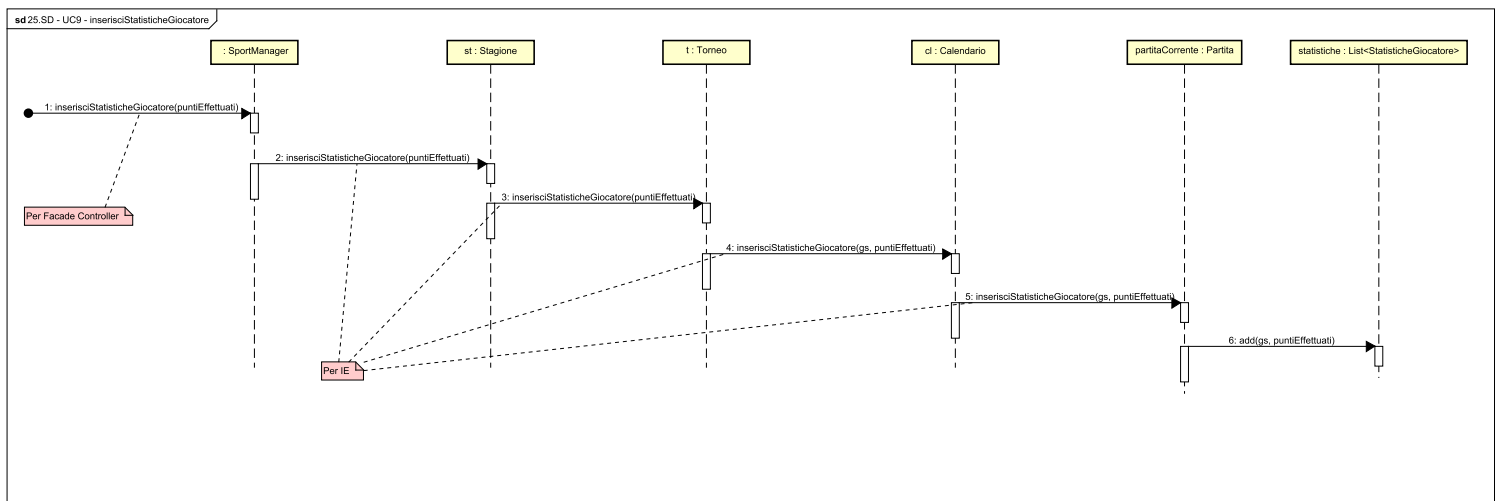 sd 25.SD - UC9 - inserisciStatisticheGiocatore
: SportManager
st : Stagione
t : Torneo
cl : Calendario
partitaCorrente : Partita
statistiche : List<StatisticheGiocatore>
1: inserisciStatisticheGiocatore(puntiEffettuati)
2: inserisciStatisticheGiocatore(puntiEffettuati)
3: inserisciStatisticheGiocatore(puntiEffettuati)
Per Facade Controller
4: inserisciStatisticheGiocatore(gs, puntiEffettuati)
5: inserisciStatisticheGiocatore(gs, puntiEffettuati)
6: add(gs, puntiEffettuati)
Per IE